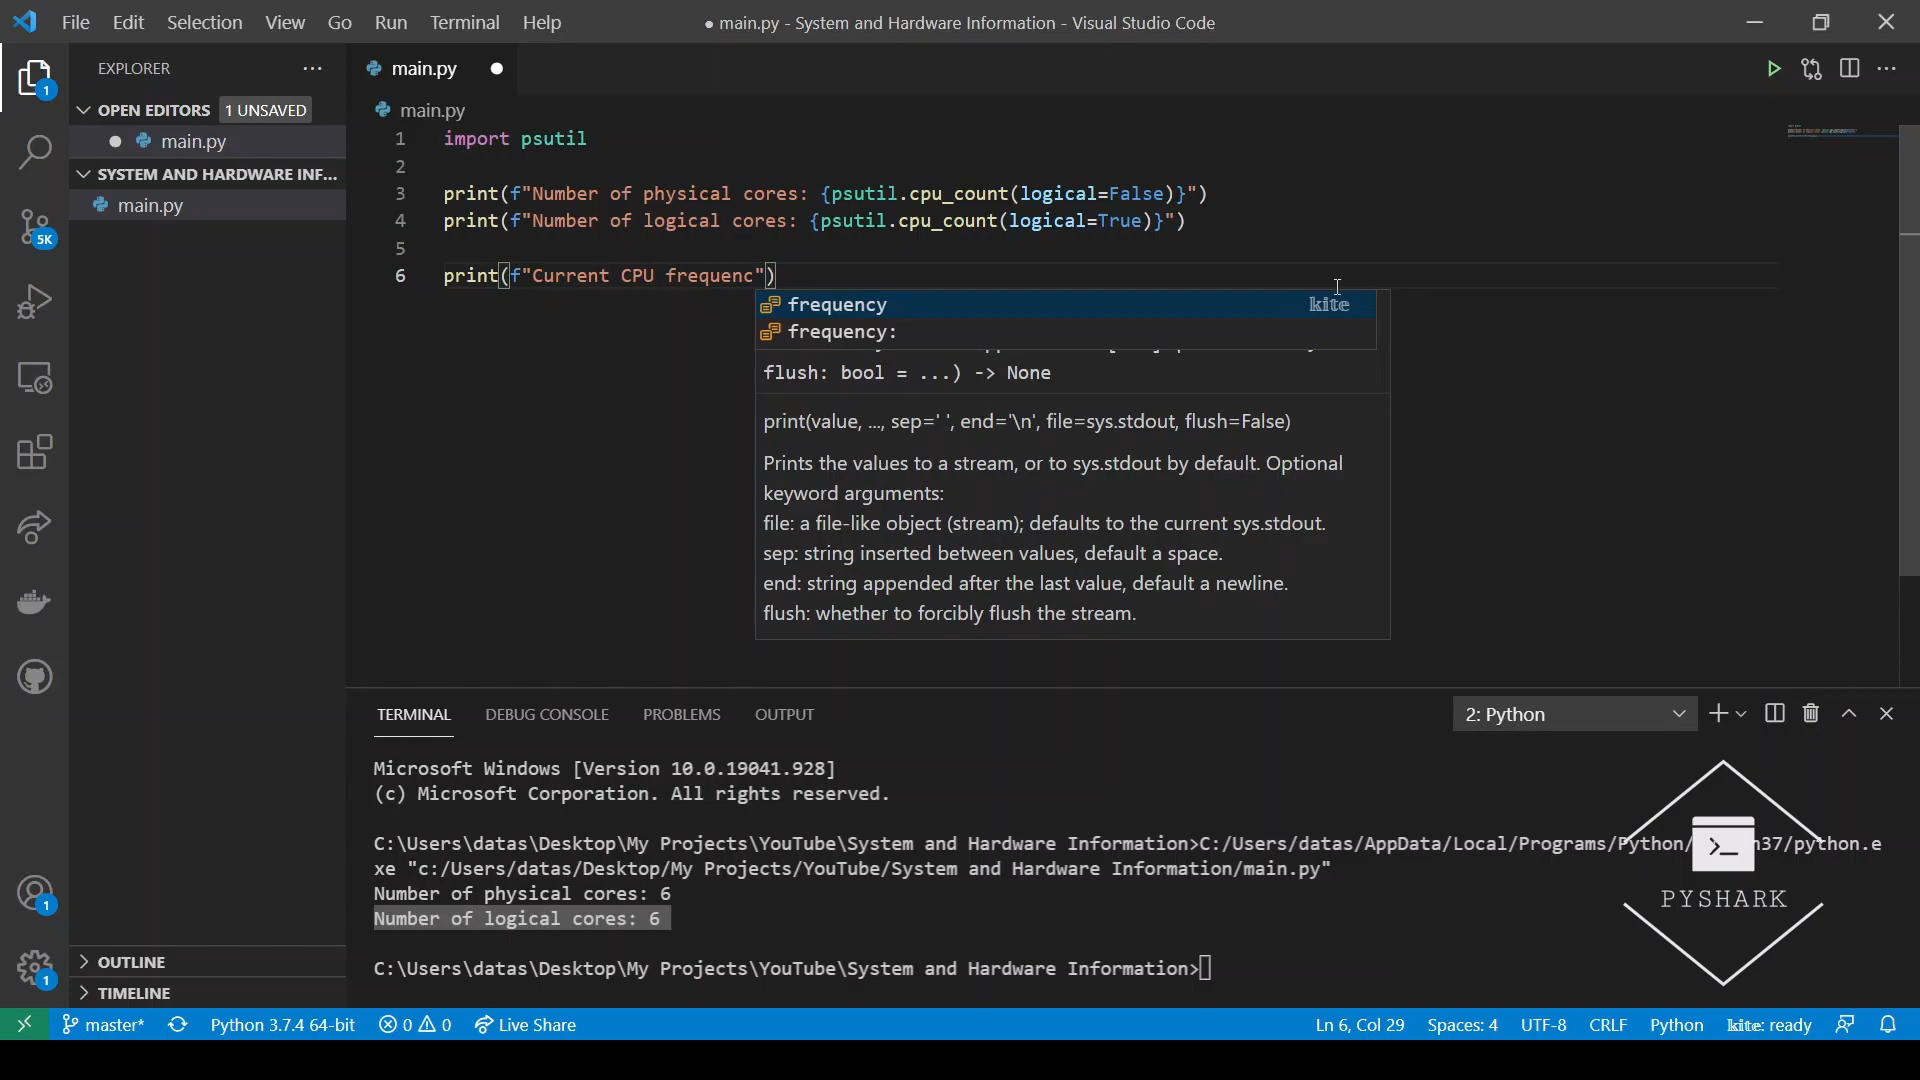 File Edit Selection View Go Run Terminal Help
● main.py - System and Hardware Information - Visual Studio Code
EXPLORER
OPEN EDITORS 1 UNSAVED
main.py
SYSTEM AND HARDWARE INF...
main.py
OUTLINE
TIMELINE
1
5K
1
1
main.py
main.py
1 import psutil
2
3 print(f"Number of physical cores: {psutil.cpu_count(logical=False)}")
4 print(f"Number of logical cores: {psutil.cpu_count(logical=True)}")
5
6 print(f"Current CPU frequenc")
frequency kite
frequency:
flush: bool = ...) -> None
print(value, ..., sep=' ', end='\n', file=sys.stdout, flush=False)
Prints the values to a stream, or to sys.stdout by default. Optional
keyword arguments:
file: a file-like object (stream); defaults to the current sys.stdout.
sep: string inserted between values, default a space.
end: string appended after the last value, default a newline.
flush: whether to forcibly flush the stream.
TERMINAL DEBUG CONSOLE PROBLEMS OUTPUT
2: Python
Microsoft Windows [Version 10.0.19041.928]
(c) Microsoft Corporation. All rights reserved.
C:\Users\datas\Desktop\My Projects\YouTube\System and Hardware Information>C:/Users/datas/AppData/Local/Programs/Python/ n37/python.e
xe "c:/Users/datas/Desktop/My Projects/YouTube/System and Hardware Information/main.py"
Number of physical cores: 6
Number of logical cores: 6
C:\Users\datas\Desktop\My Projects\YouTube\System and Hardware Information>
PYSHARK
master* Python 3.7.4 64-bit 0 0 Live Share
Ln 6, Col 29 Spaces: 4 UTF-8 CRLF Python kite: ready